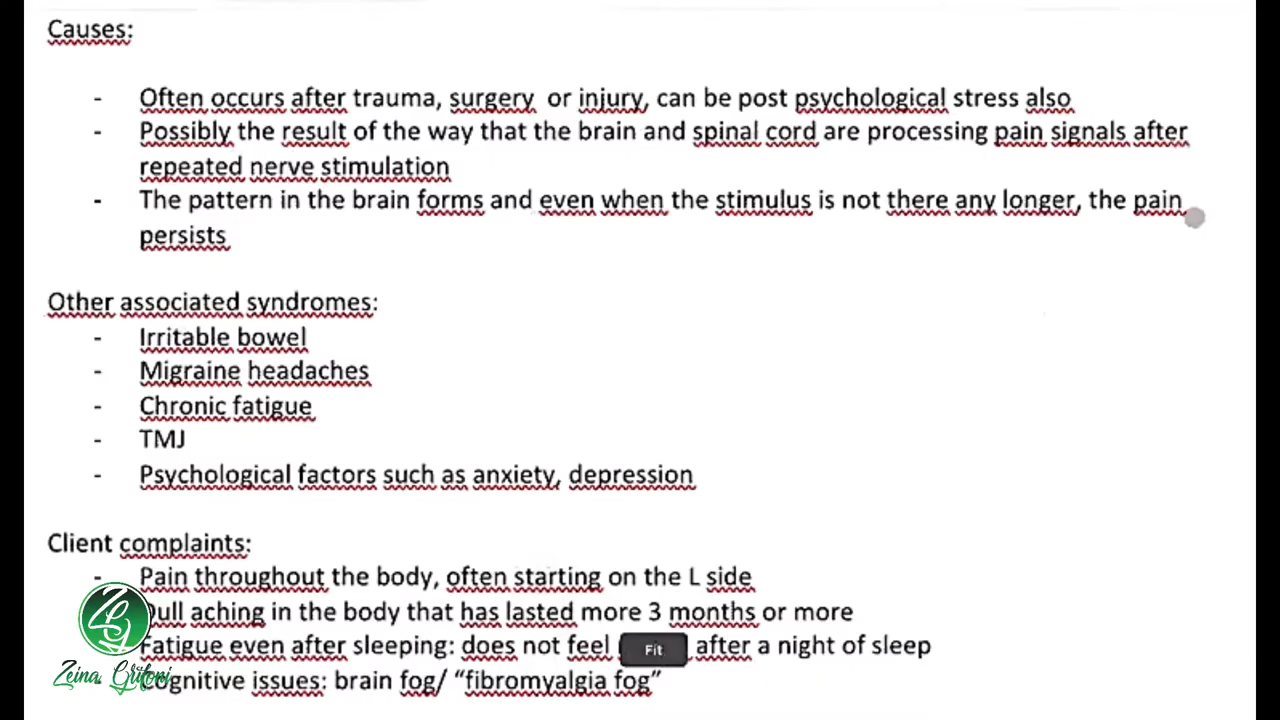 Causes:
- Often occurs after trauma, surgery or injury, can be post psychological stress also
- Possibly the result of the way that the brain and spinal cord are processing pain signals after
repeated nerve stimulation
- The pattern in the brain forms and even when the stimulus is not there any longer, the pain
persists
Other associated syndromes:
- Irritable bowel
- Migraine headaches
- Chronic fatigue
- TMJ
- Psychological factors such as anxiety, depression
Client complaints:
- Pain throughout the body, often starting on the L side
Dull aching in the body that has lasted more 3 months or more
Fatigue even after sleeping: does not feel Fit after a night of sleep
Cognitive issues: brain fog/ “fibromyalgia fog”
Zeina Grifoni